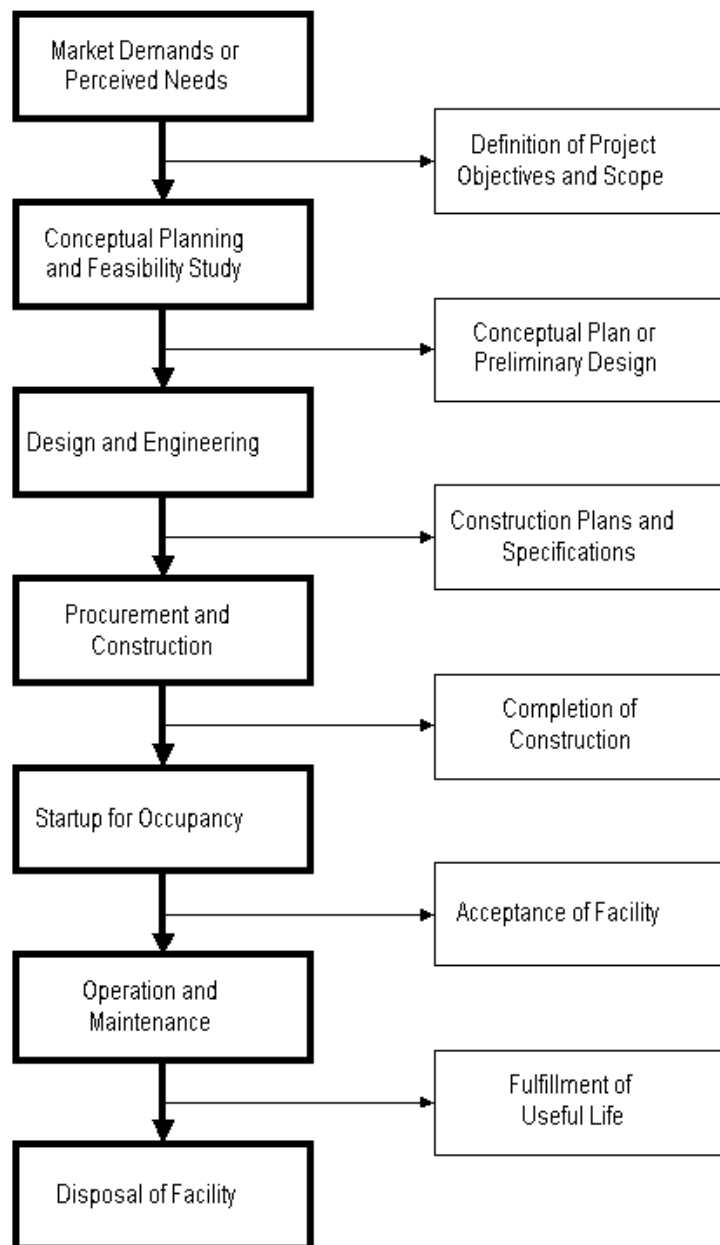 Market Demands or
Perceived Needs
Definition of Project
Objectives and Scope
Conceptual Planning
and Feasibility Study
Conceptual Plan or
Preliminary Design
Design and Engineering
Construction Plans and
Specifications
Procurement and
Construction
Completion of
Construction
Startup for Occupancy
Acceptance of Facility
Operation and
Maintenance
Fulfillment of
Useful Life
Disposal of Facility